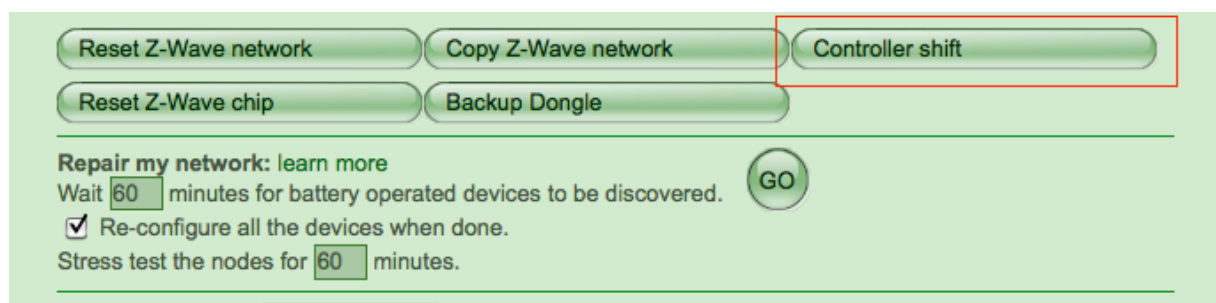 Reset Z-Wave network Copy Z-Wave network Controller shift
Reset Z-Wave chip Backup Dongle
Repair my network: learn more
Wait 60 minutes for battery operated devices to be discovered. GO
Re-configure all the devices when done.
Stress test the nodes for 60 minutes.